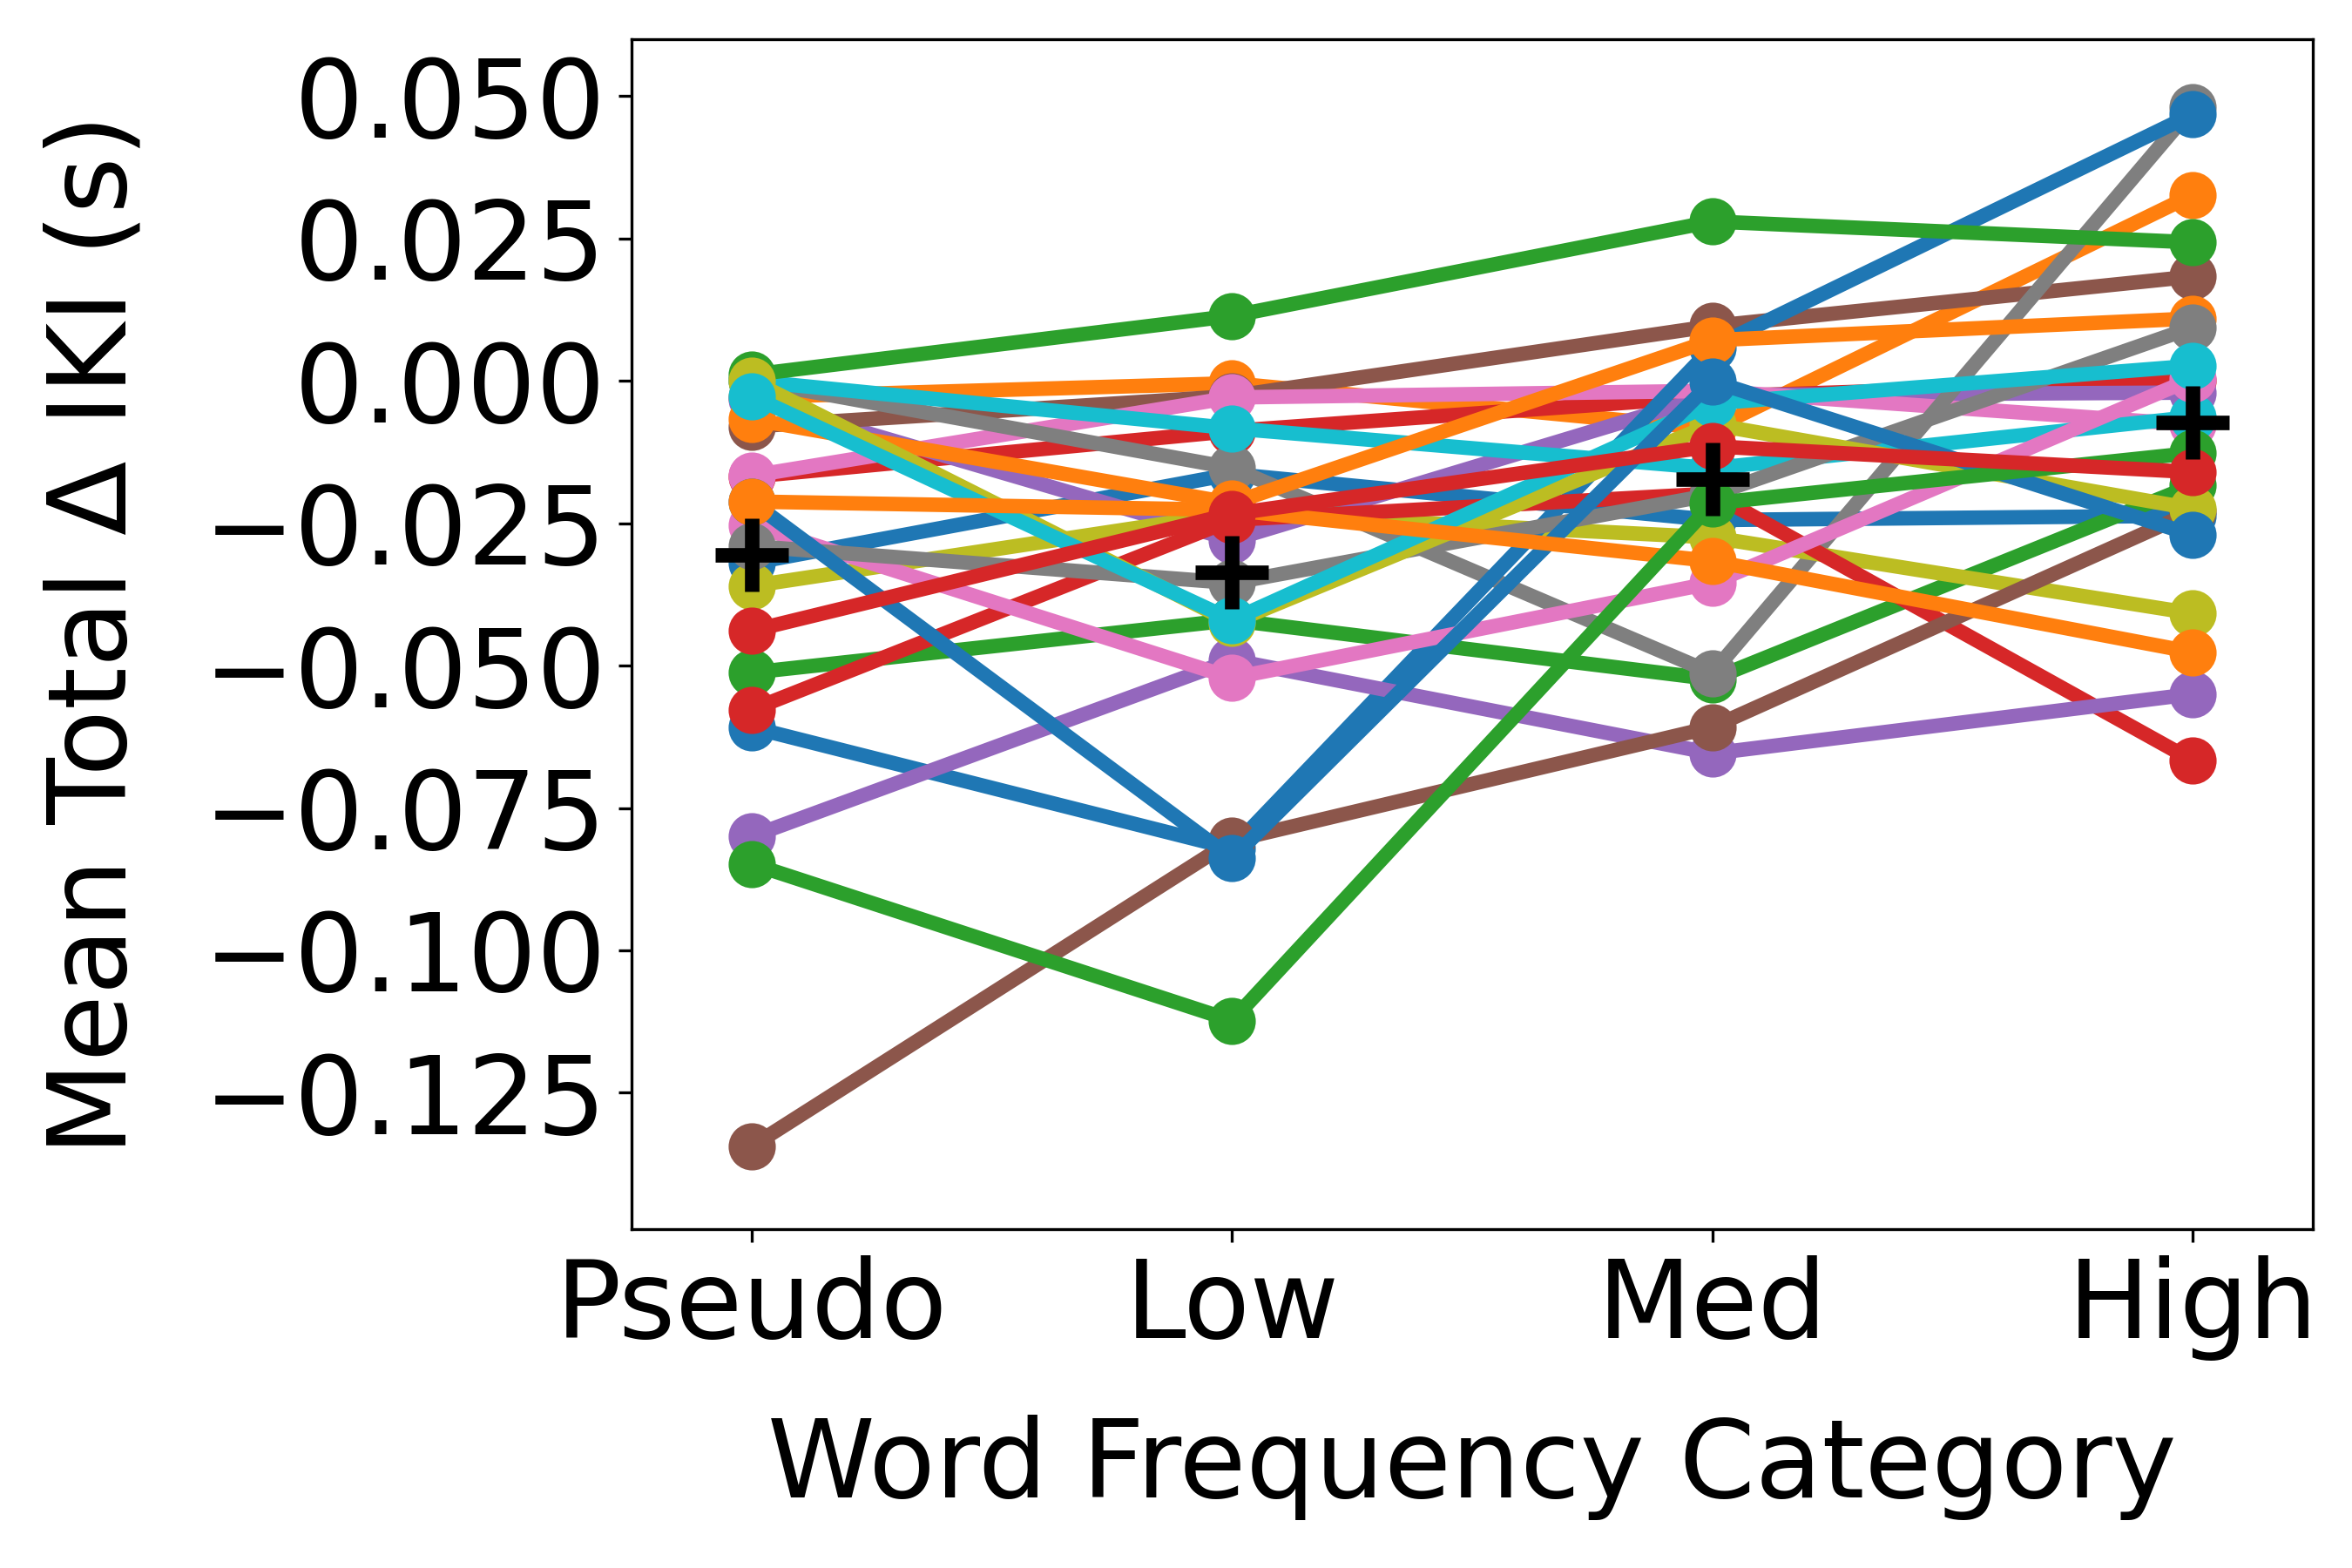 Mean Total Δ IKI (s)
0.050
0.025
0.000
−0.025
−0.050
−0.075
−0.100
−0.125
Pseudo Low Med High
Word Frequency Category